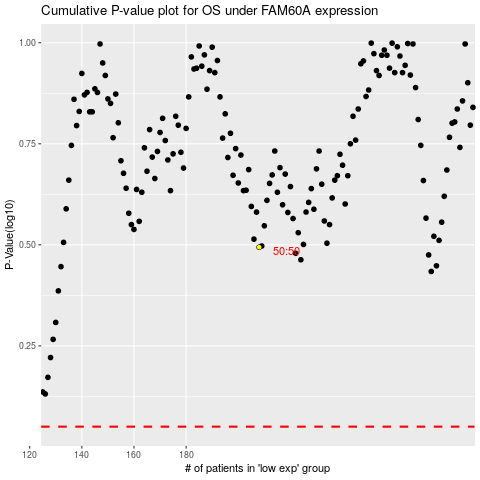 Cumulative P-value plot for OS under FAM60A expression
1.00
0.75
0.50
0.25
P-Value(log10)
50:50
120 140 160 180
# of patients in 'low exp' group